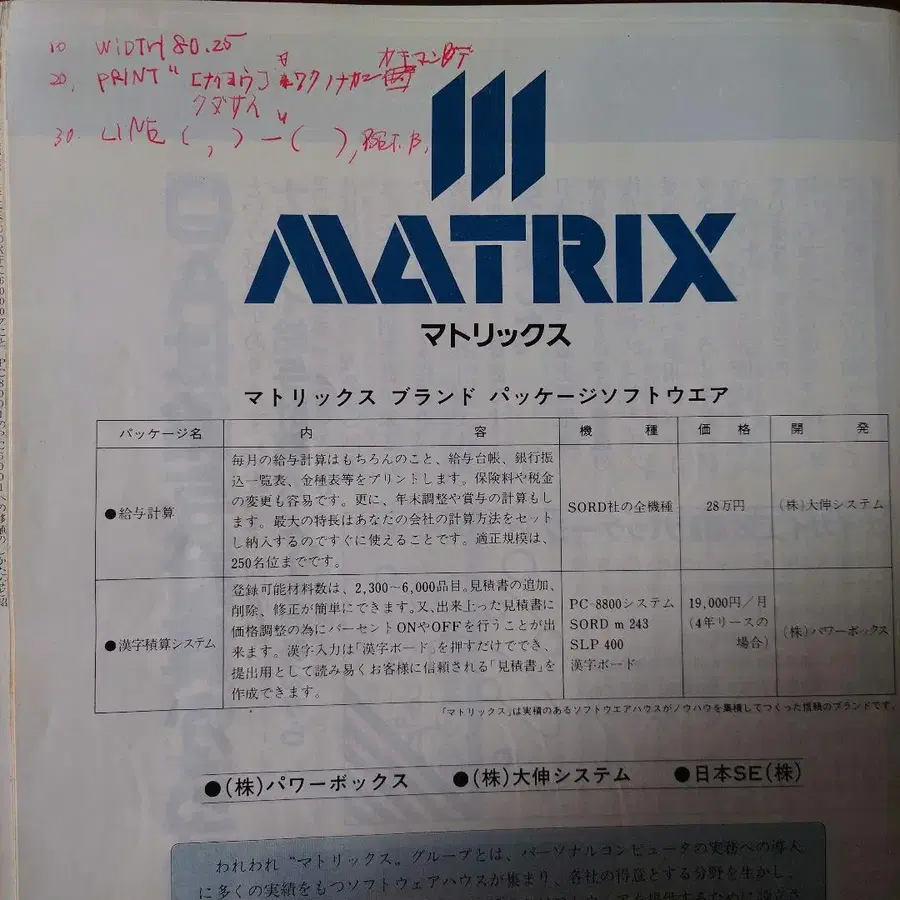 10 WIDTH 80.25
20, PRINT " [ナイヨウ] ワクノナカニ カキコンデ
クダサイ"
30. LINE ( , ) − ( ), PSET. B,
MATRIX
マトリックス
マトリックス ブランド パッケージソフトウエア
パッケージ名 内容 機種 価格 開発
●給与計算
毎月の給与計算はもちろんのこと、給与台帳、銀行振
込一覧表、金種表等をプリントします。保険料や税金
の変更も容易です。更に、年末調整や賞与の計算もし
ます。最大の特長はあなたの会社の計算方法をセット
し納入するのですぐに使えることです。適正規模は、
250名位までです。
SORD社の全機種
28万円
(株)大伸システム
●漢字積算システム
登録可能材料数は、2,300〜6,000品目。見積書の追加、
削除、修正が簡単にできます。又、出来上った見積書に
価格調整の為にパーセントONやOFFを行うことが出
来ます。漢字入力は「漢字ボード」を押すだけででき、
提出用として読み易くお客様に信頼される「見積書」を
作成できます。
PC-8800システム
SORD m 243
SLP 400
漢字ボード
19,000円/月
(4年リースの
場合)
(株)パワーボックス
「マトリックス」は実積のあるソフトウエアハウスがノウハウを集積してつくった信頼のブランドです。
●(株)パワーボックス ●(株)大伸システム ●日本SE(株)
われわれ“マトリックス”グループとは、パーソナルコンピュータの実務への導入
に多くの実績をもつソフトウェアハウスが集まり、各社の得意とする分野を生かし、